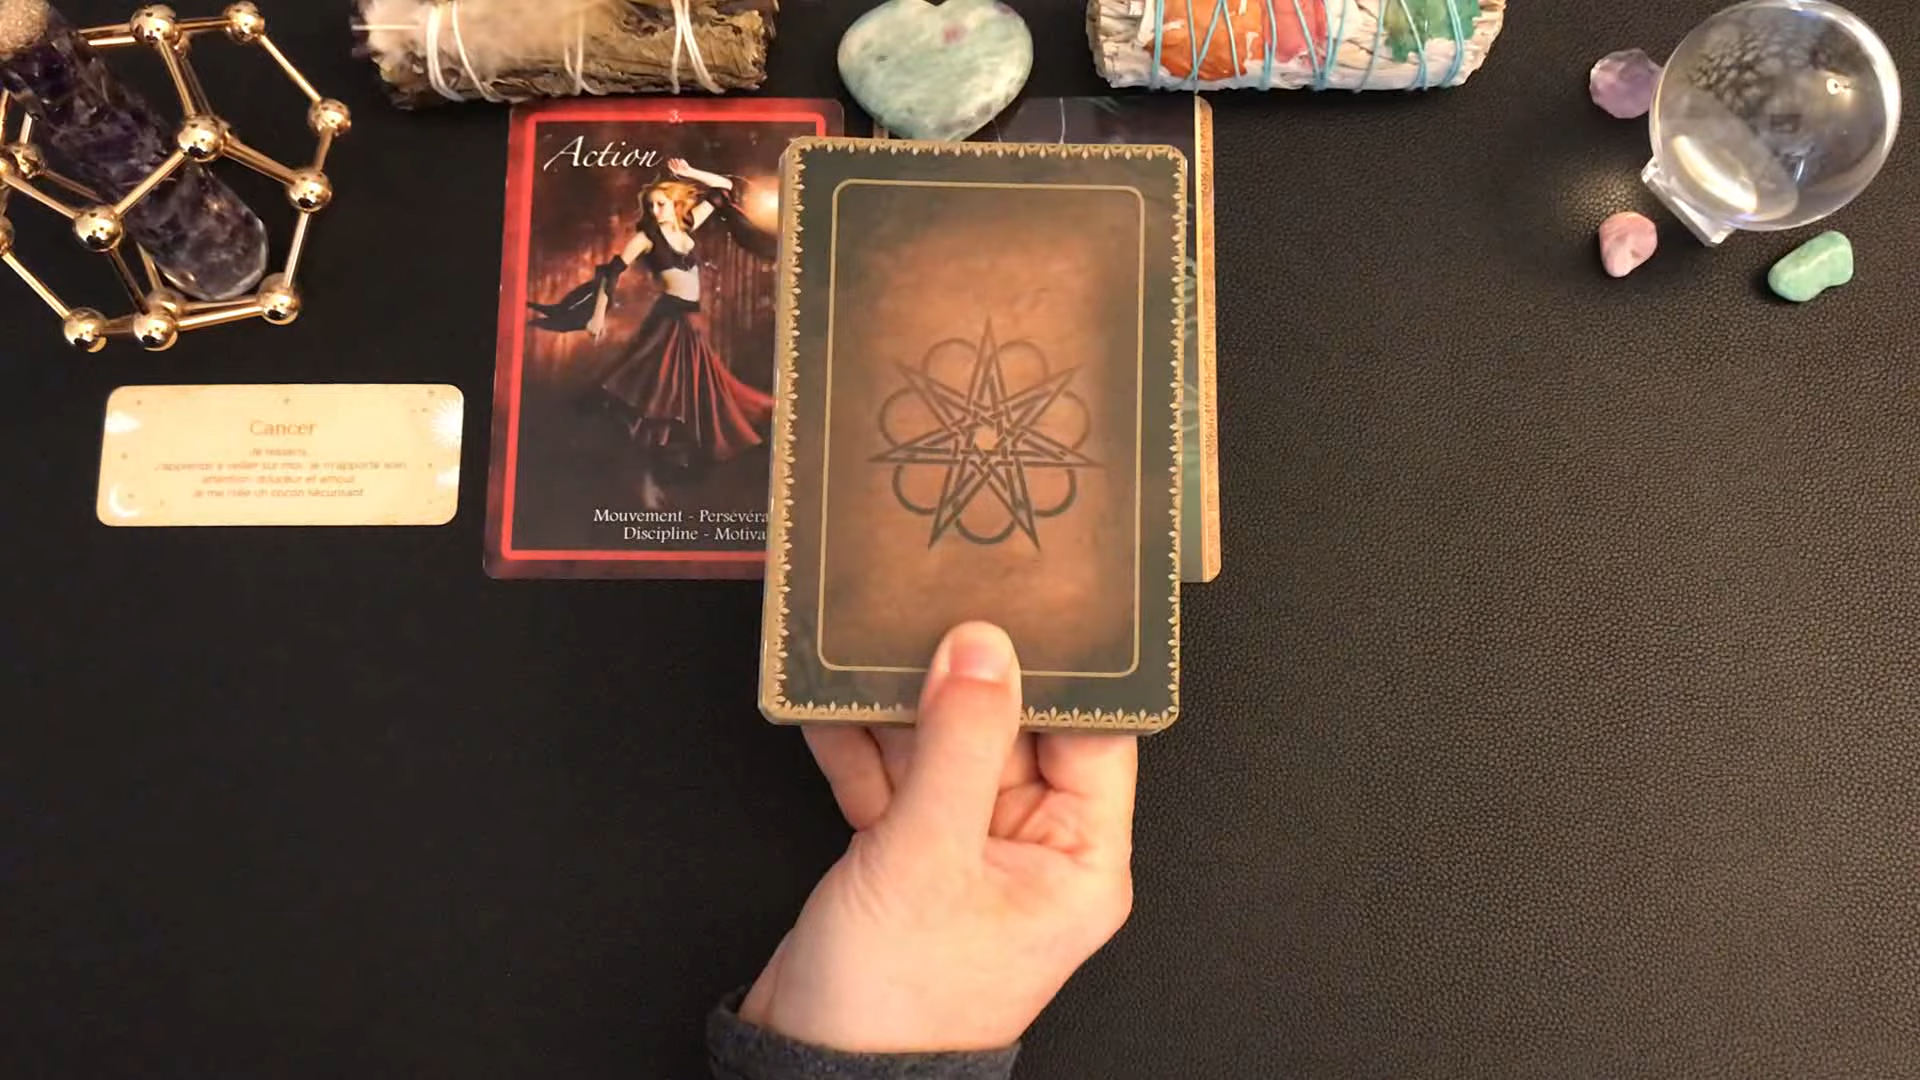 3.
Action
Mouvement - Persévéra
Discipline - Motiva
Cancer
Je ressens,
J'apprends à veiller sur moi, je m'apporte soin,
attention, douceur et amour
Je me crée un cocon sécurisant